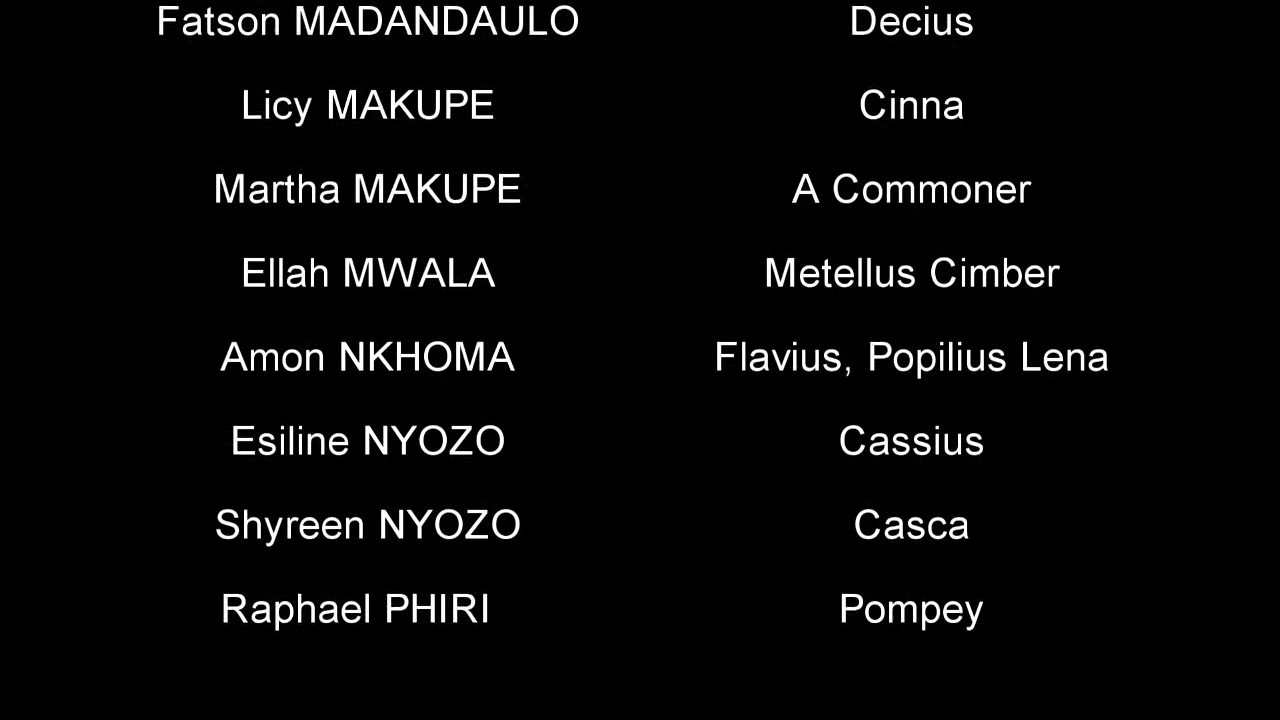 Fatson MADANDAULO Decius
Licy MAKUPE Cinna
Martha MAKUPE A Commoner
Ellah MWALA Metellus Cimber
Amon NKHOMA Flavius, Popilius Lena
Esiline NYOZO Cassius
Shyreen NYOZO Casca
Raphael PHIRI Pompey